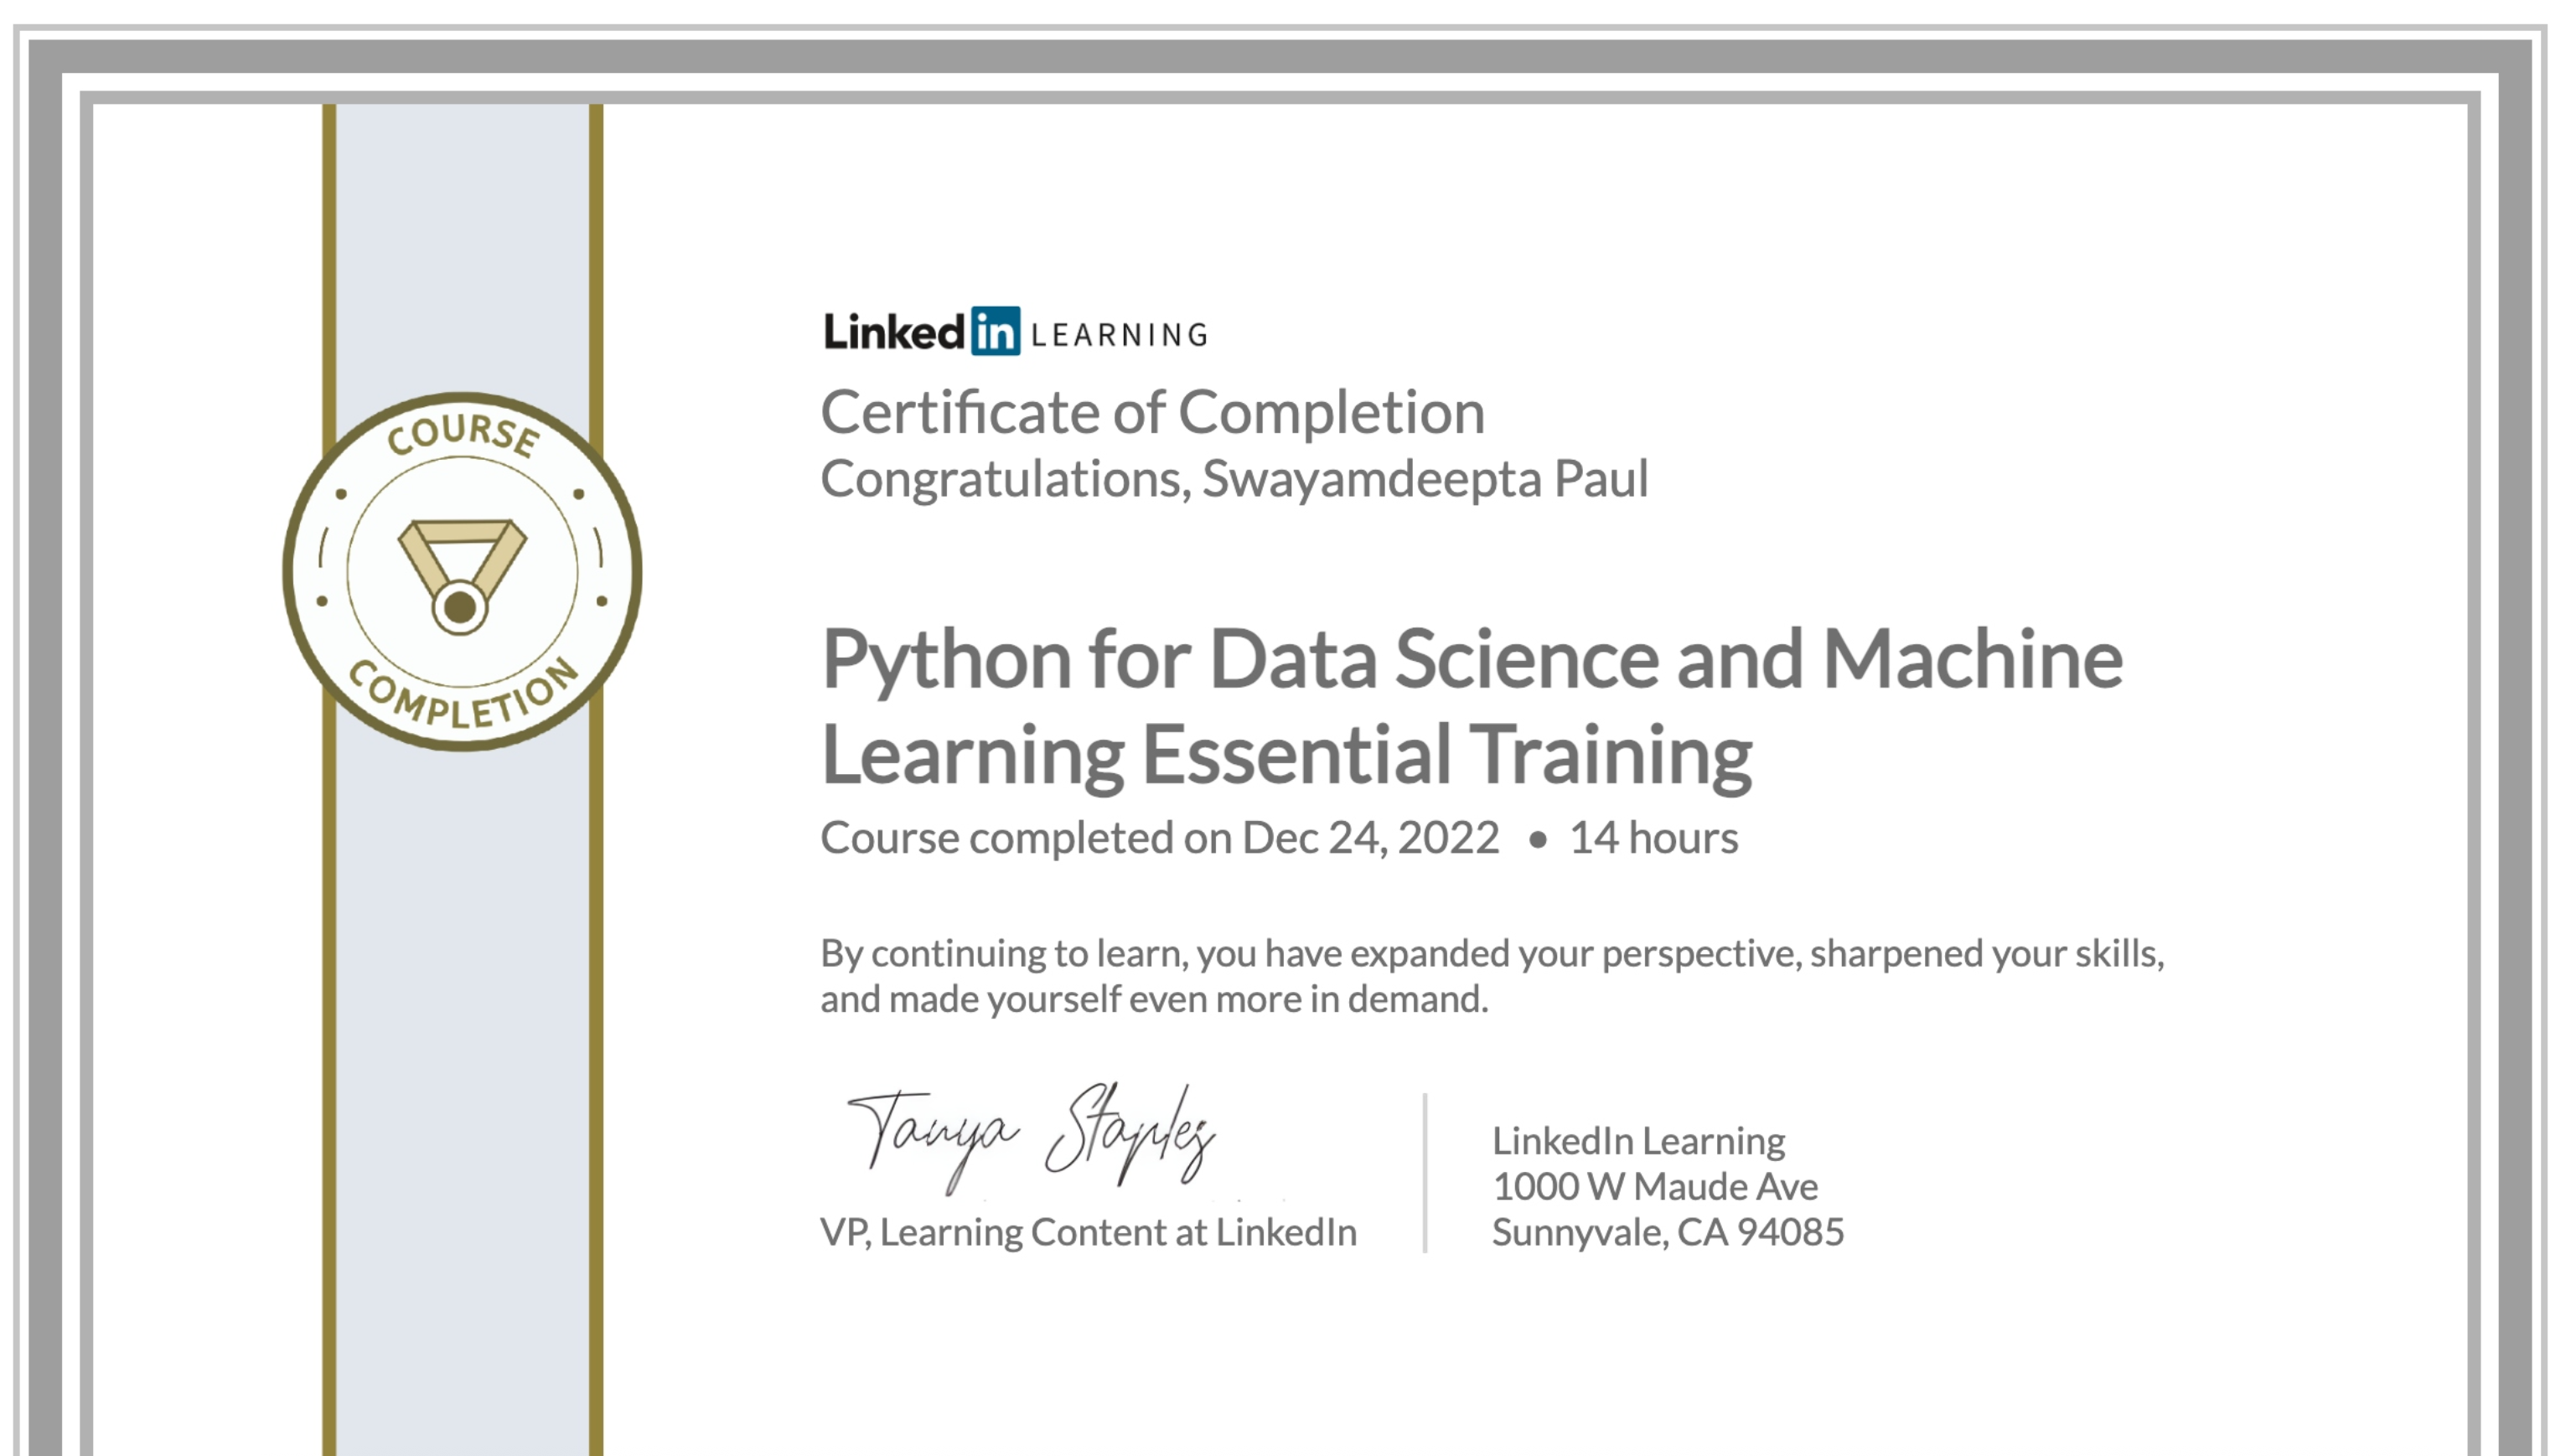 COURSE
COMPLETION
Linked in LEARNING
Certificate of Completion
Congratulations, Swayamdeepta Paul
Python for Data Science and Machine
Learning Essential Training
Course completed on Dec 24, 2022 • 14 hours
By continuing to learn, you have expanded your perspective, sharpened your skills,
and made yourself even more in demand.
Tanya Staples
VP, Learning Content at LinkedIn
LinkedIn Learning
1000 W Maude Ave
Sunnyvale, CA 94085